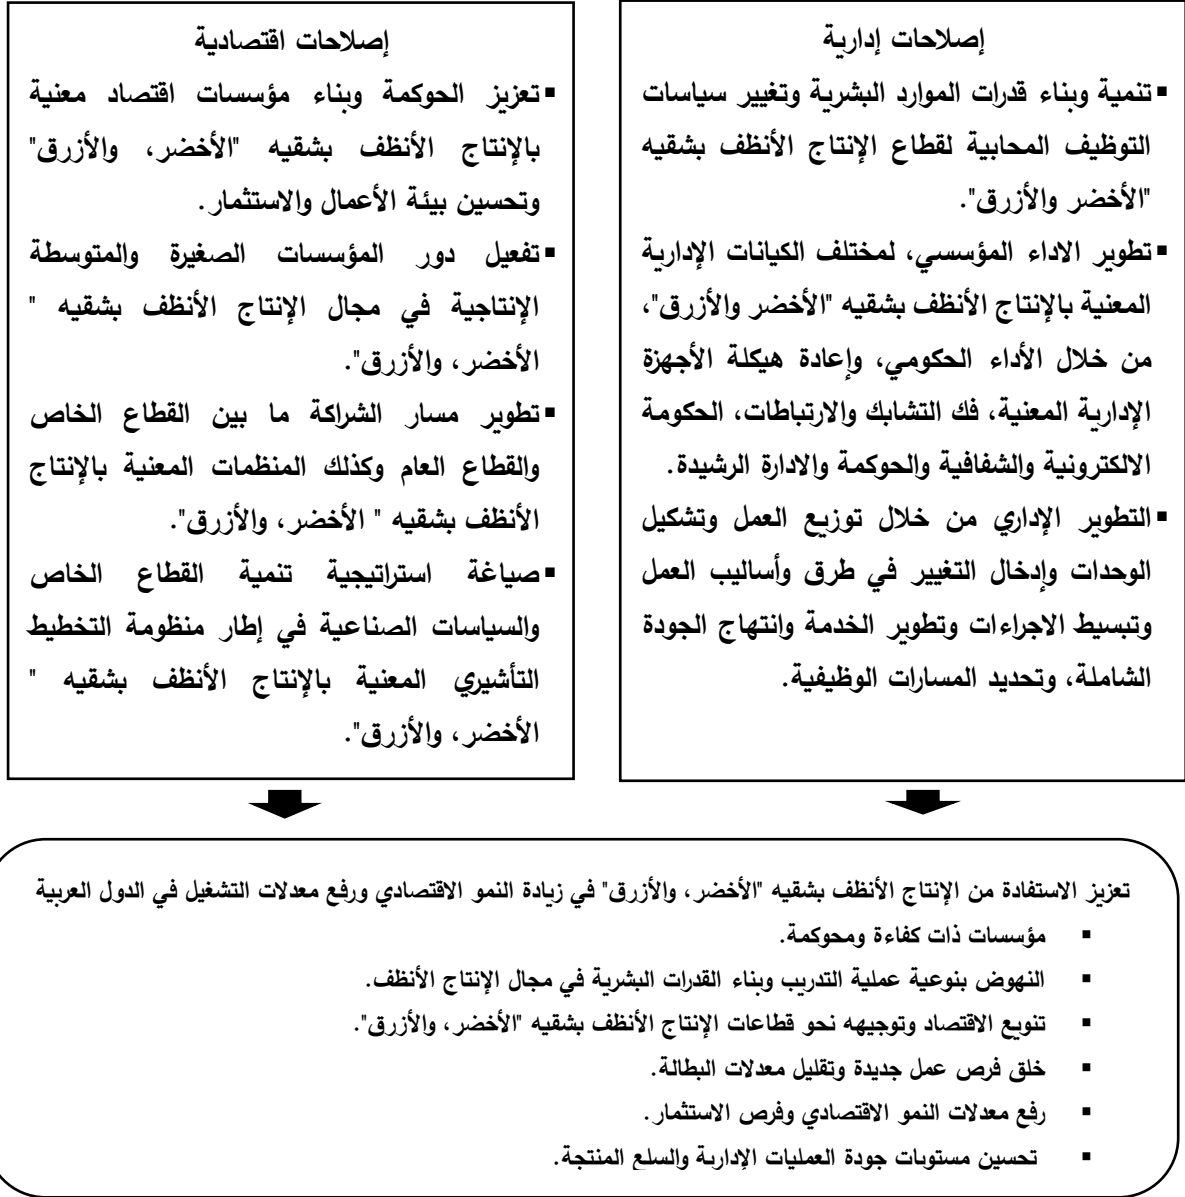 إصلاحات إدارية
▪ تنمية وبناء قدرات الموارد البشرية وتغيير سياسات
التوظيف المحابية لقطاع الإنتاج الأنظف بشقيه
"الأخضر والأزرق".
▪ تطوير الاداء المؤسسي، لمختلف الكيانات الإدارية
المعنية بالإنتاج الأنظف بشقيه "الأخضر والأزرق"،
من خلال الأداء الحكومي، وإعادة هيكلة الأجهزة
الإدارية المعنية، فك التشابك والارتباطات، الحكومة
الالكترونية والشفافية والحوكمة والادارة الرشيدة.
▪ التطوير الإداري من خلال توزيع العمل وتشكيل
الوحدات وإدخال التغيير في طرق وأساليب العمل
وتبسيط الاجراءات وتطوير الخدمة وانتهاج الجودة
الشاملة، وتحديد المسارات الوظيفية.
إصلاحات اقتصادية
▪ تعزيز الحوكمة وبناء مؤسسات اقتصاد معنية
بالإنتاج الأنظف بشقيه "الأخضر، والأزرق"
وتحسين بيئة الأعمال والاستثمار.
▪ تفعيل دور المؤسسات الصغيرة والمتوسطة
الإنتاجية في مجال الإنتاج الأنظف بشقيه "
الأخضر، والأزرق".
▪ تطوير مسار الشراكة ما بين القطاع الخاص
والقطاع العام وكذلك المنظمات المعنية بالإنتاج
الأنظف بشقيه " الأخضر، والأزرق".
▪ صياغة استراتيجية تنمية القطاع الخاص
والسياسات الصناعية في إطار منظومة التخطيط
التأشيري المعنية بالإنتاج الأنظف بشقيه "
الأخضر، والأزرق".
تعزيز الاستفادة من الإنتاج الأنظف بشقيه "الأخضر، والأزرق" في زيادة النمو الاقتصادي ورفع معدلات التشغيل في الدول العربية
▪ مؤسسات ذات كفاءة ومحوكمة.
▪ النهوض بنوعية عملية التدريب وبناء القدرات البشرية في مجال الإنتاج الأنظف.
▪ تنويع الاقتصاد وتوجيهه نحو قطاعات الإنتاج الأنظف بشقيه "الأخضر، والأزرق".
▪ خلق فرص عمل جديدة وتقليل معدلات البطالة.
▪ رفع معدلات النمو الاقتصادي وفرص الاستثمار.
▪ تحسين مستويات جودة العمليات الإدارية والسلع المنتجة.